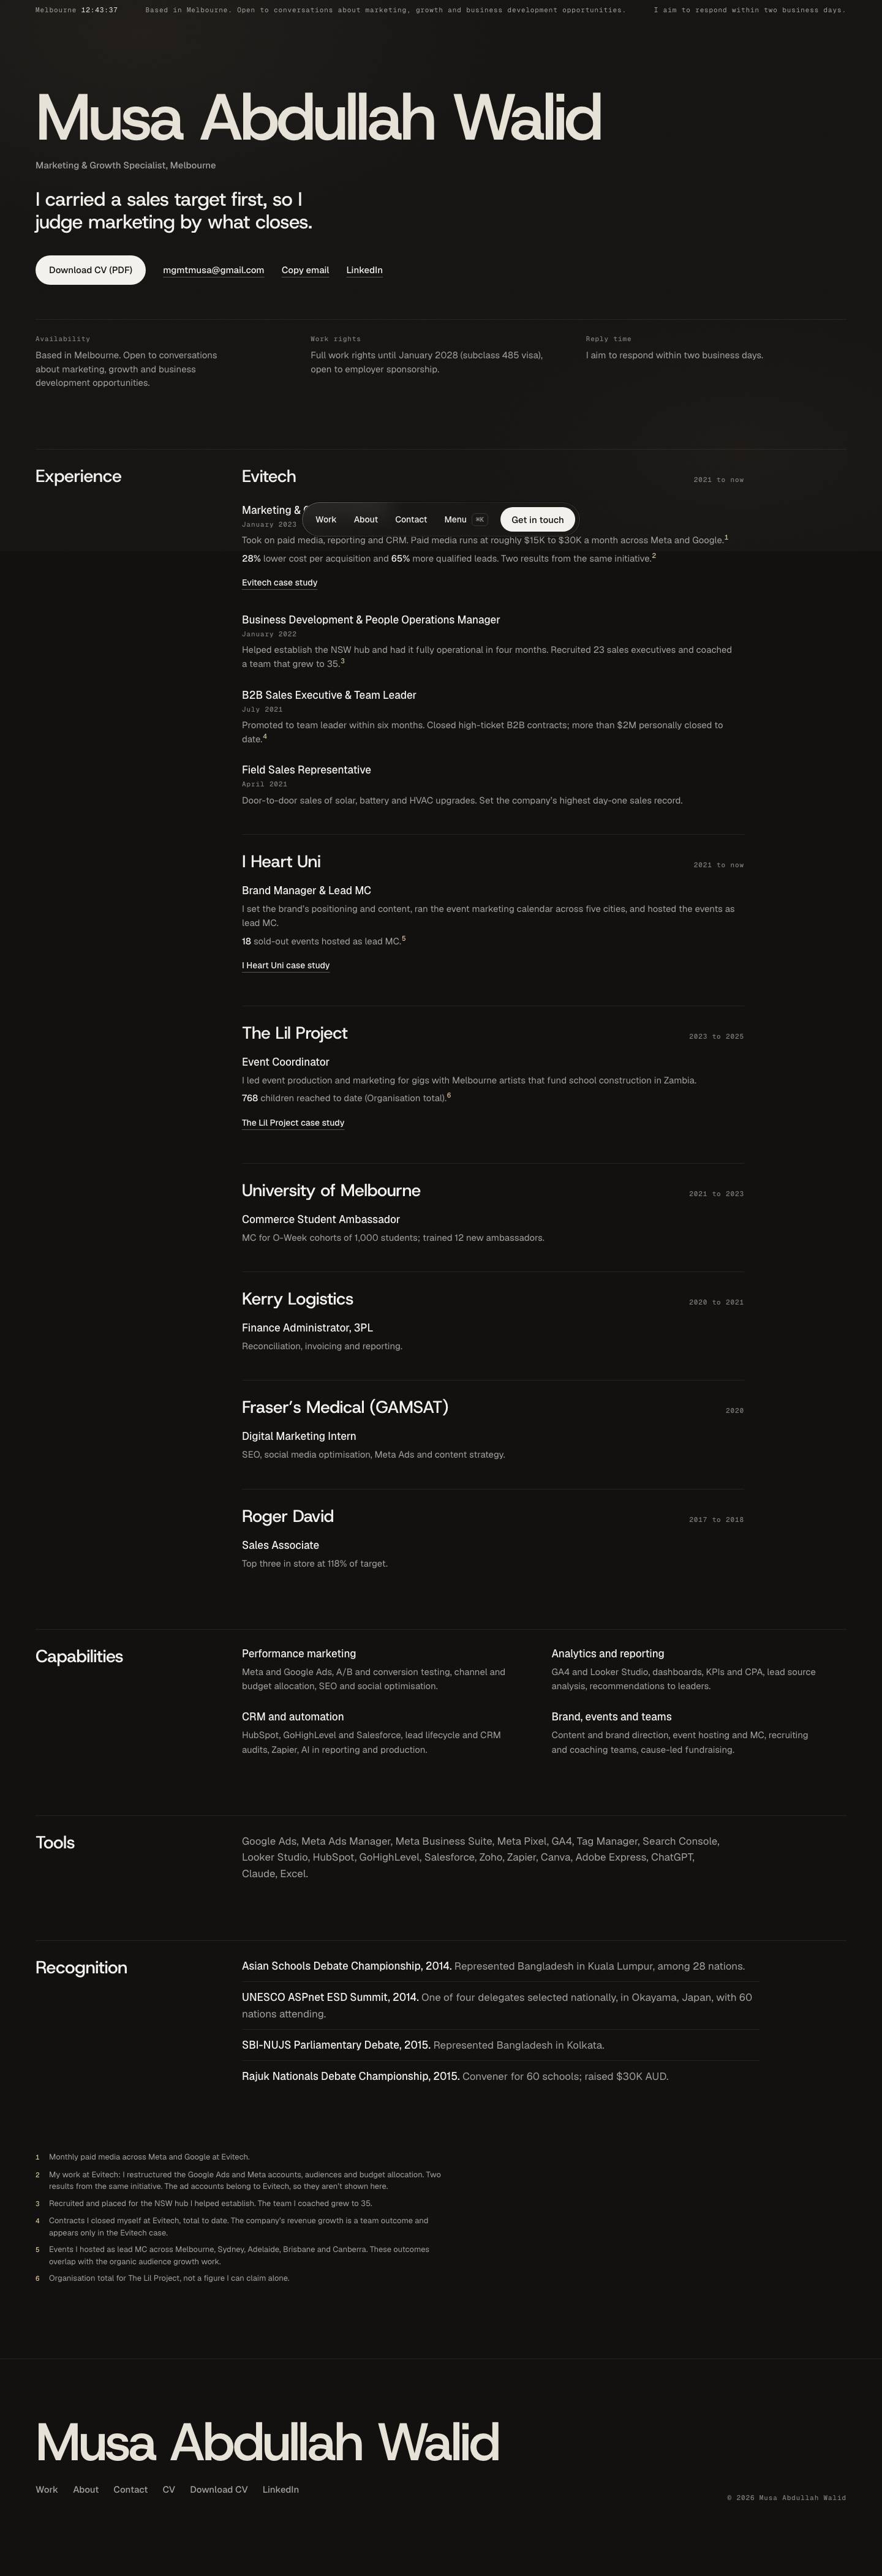 Melbourne 12:43:37
Based in Melbourne. Open to conversations about marketing, growth and business development opportunities.
I aim to respond within two business days.
Musa Abdullah Walid
Marketing & Growth Specialist, Melbourne
I carried a sales target first, so I
judge marketing by what closes.
Download CV (PDF)
mgmtmusa@gmail.com
Copy email
LinkedIn
Availability
Based in Melbourne. Open to conversations
about marketing, growth and business
development opportunities.
Work rights
Full work rights until January 2028 (subclass 485 visa),
open to employer sponsorship.
Reply time
I aim to respond within two business days.
Experience
Evitech
2021 to now
Marketing &
January 2023
Work
About
Contact
Menu ⌘K
Get in touch
Took on paid media, reporting and CRM. Paid media runs at roughly $15K to $30K a month across Meta and Google.1
28% lower cost per acquisition and 65% more qualified leads. Two results from the same initiative.2
Evitech case study
Business Development & People Operations Manager
January 2022
Helped establish the NSW hub and had it fully operational in four months. Recruited 23 sales executives and coached
a team that grew to 35.3
B2B Sales Executive & Team Leader
July 2021
Promoted to team leader within six months. Closed high-ticket B2B contracts; more than $2M personally closed to
date.4
Field Sales Representative
April 2021
Door-to-door sales of solar, battery and HVAC upgrades. Set the company's highest day-one sales record.
I Heart Uni
2021 to now
Brand Manager & Lead MC
I set the brand's positioning and content, ran the event marketing calendar across five cities, and hosted the events as
lead MC.
18 sold-out events hosted as lead MC.5
I Heart Uni case study
The Lil Project
2023 to 2025
Event Coordinator
I led event production and marketing for gigs with Melbourne artists that fund school construction in Zambia.
768 children reached to date (Organisation total).6
The Lil Project case study
University of Melbourne
2021 to 2023
Commerce Student Ambassador
MC for O-Week cohorts of 1,000 students; trained 12 new ambassadors.
Kerry Logistics
2020 to 2021
Finance Administrator, 3PL
Reconciliation, invoicing and reporting.
Fraser's Medical (GAMSAT)
2020
Digital Marketing Intern
SEO, social media optimisation, Meta Ads and content strategy.
Roger David
2017 to 2018
Sales Associate
Top three in store at 118% of target.
Capabilities
Performance marketing
Meta and Google Ads, A/B and conversion testing, channel and
budget allocation, SEO and social optimisation.
Analytics and reporting
GA4 and Looker Studio, dashboards, KPIs and CPA, lead source
analysis, recommendations to leaders.
CRM and automation
HubSpot, GoHighLevel and Salesforce, lead lifecycle and CRM
audits, Zapier, AI in reporting and production.
Brand, events and teams
Content and brand direction, event hosting and MC, recruiting
and coaching teams, cause-led fundraising.
Tools
Google Ads, Meta Ads Manager, Meta Business Suite, Meta Pixel, GA4, Tag Manager, Search Console,
Looker Studio, HubSpot, GoHighLevel, Salesforce, Zoho, Zapier, Canva, Adobe Express, ChatGPT,
Claude, Excel.
Recognition
Asian Schools Debate Championship, 2014. Represented Bangladesh in Kuala Lumpur, among 28 nations.
UNESCO ASPnet ESD Summit, 2014. One of four delegates selected nationally, in Okayama, Japan, with 60
nations attending.
SBI-NUJS Parliamentary Debate, 2015. Represented Bangladesh in Kolkata.
Rajuk Nationals Debate Championship, 2015. Convener for 60 schools; raised $30K AUD.
1 Monthly paid media across Meta and Google at Evitech.
2 My work at Evitech: I restructured the Google Ads and Meta accounts, audiences and budget allocation. Two
results from the same initiative. The ad accounts belong to Evitech, so they aren't shown here.
3 Recruited and placed for the NSW hub I helped establish. The team I coached grew to 35.
4 Contracts I closed myself at Evitech, total to date. The company's revenue growth is a team outcome and
appears only in the Evitech case.
5 Events I hosted as lead MC across Melbourne, Sydney, Adelaide, Brisbane and Canberra. These outcomes
overlap with the organic audience growth work.
6 Organisation total for The Lil Project, not a figure I can claim alone.
Musa Abdullah Walid
Work
About
Contact
CV
Download CV
LinkedIn
© 2026 Musa Abdullah Walid